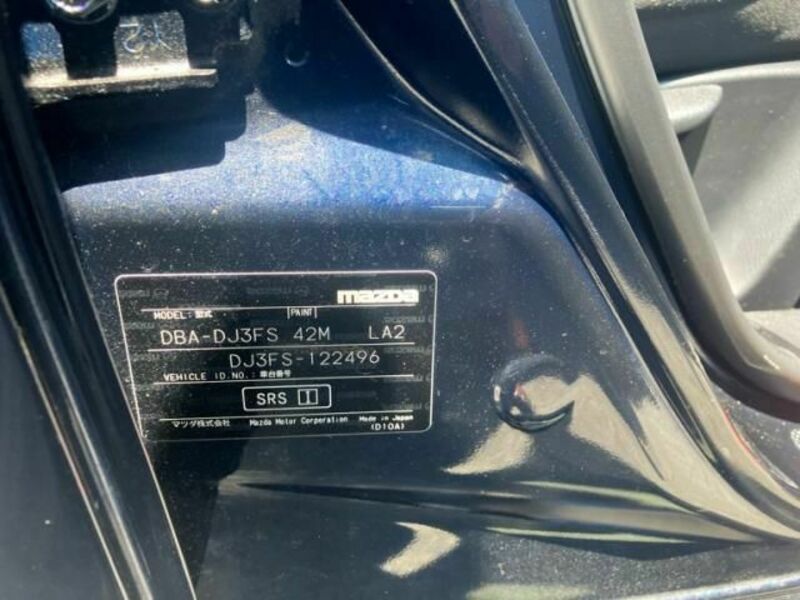 mazda
MODEL: 型式 PAINT
DBA-DJ3FS 42M LA2
DJ3FS-122496
VEHICLE ID.NO.: 車台番号
SRS
マツダ株式会社 Mazda Motor Corporation Made in Japan
(D10A)